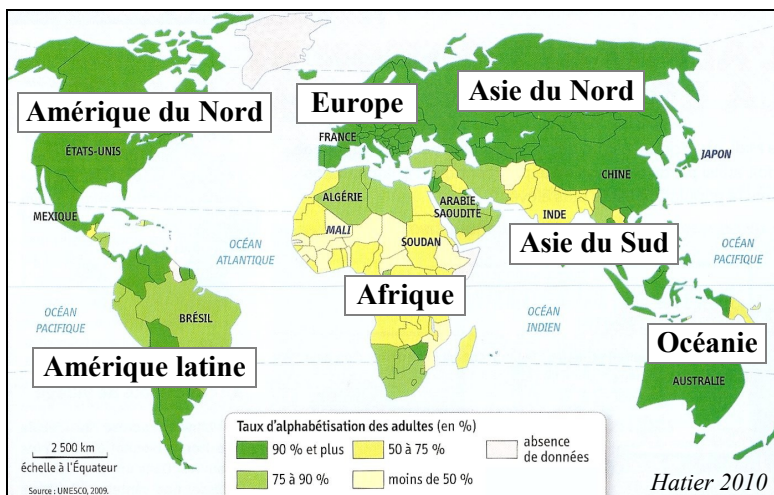 Amérique du Nord
Europe
Asie du Nord
FRANCE
ÉTATS-UNIS
JAPON
CHINE
MEXIQUE
ALGÉRIE
ARABIE
SAOUDITE
INDE
MALI
SOUDAN
OCÉAN
ATLANTIQUE
Asie du Sud
OCÉAN
PACIFIQUE
Afrique
OCÉAN
PACIFIQUE
BRÉSIL
OCÉAN
INDIEN
Océanie
Amérique latine
AUSTRALIE
Taux d'alphabétisation des adultes (en %)
90 % et plus
50 à 75 %
absence
de données
75 à 90 %
moins de 50 %
2 500 km
échelle à l'Équateur
Source : UNESCO, 2009.
Hatier 2010